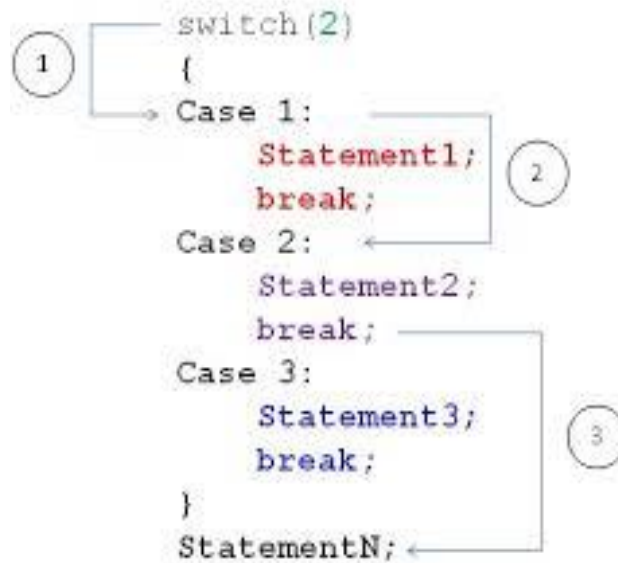 switch(2)
1
{
Case 1:
Statement1;
2
break;
Case 2:
Statement2;
break;
Case 3:
Statement3;
3
break;
}
StatementN;